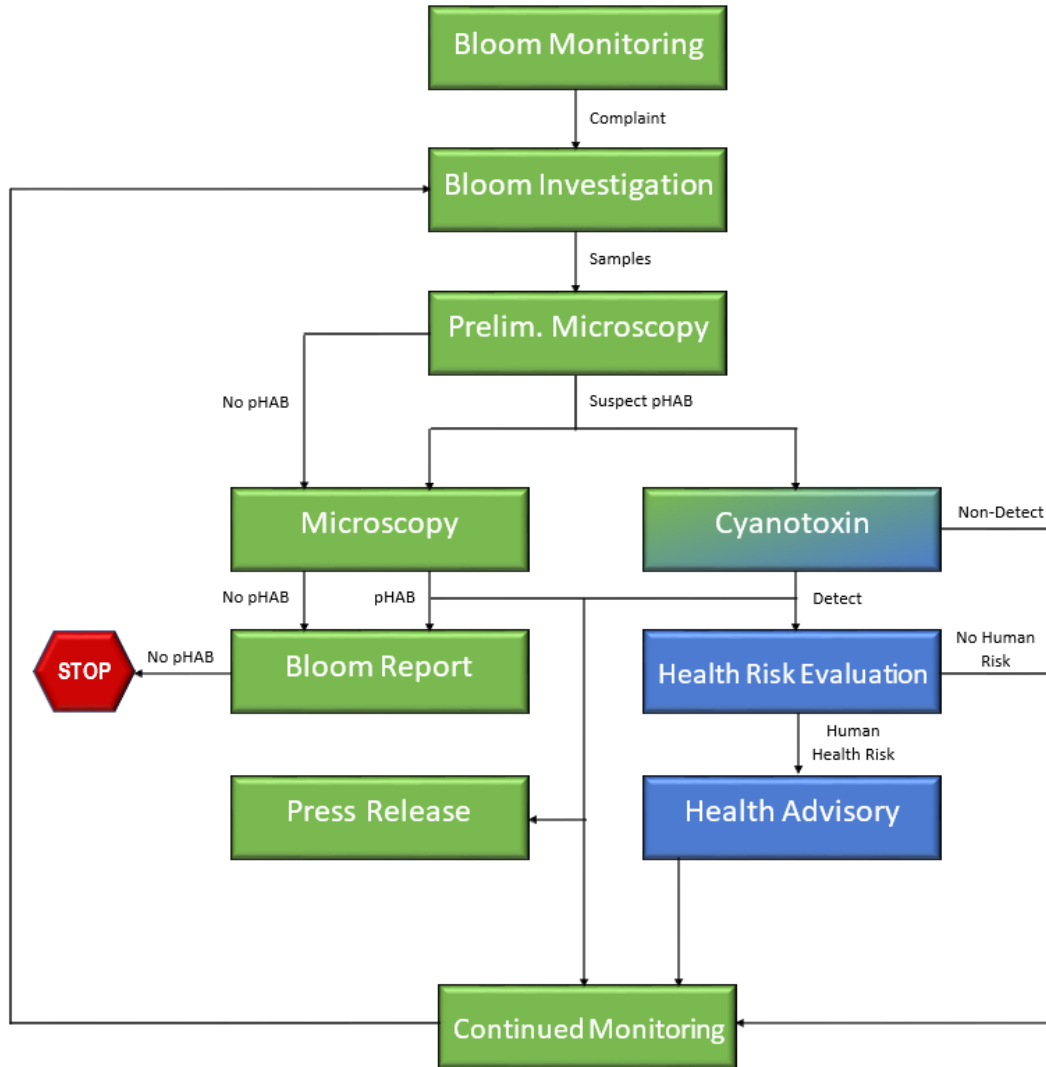 Bloom Monitoring
Complaint
Bloom Investigation
Samples
Prelim. Microscopy
No pHAB
Suspect pHAB
Microscopy
Cyanotoxin
Non-Detect
No pHAB
pHAB
Detect
STOP
No pHAB
Bloom Report
Health Risk Evaluation
No Human
Risk
Human
Health Risk
Press Release
Health Advisory
Continued Monitoring